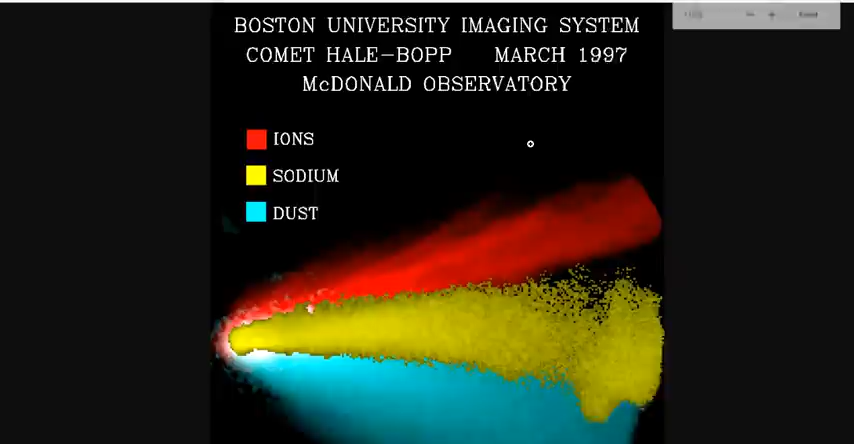 BOSTON UNIVERSITY IMAGING SYSTEM
COMET HALE-BOPP MARCH 1997
McDONALD OBSERVATORY
IONS
SODIUM
DUST